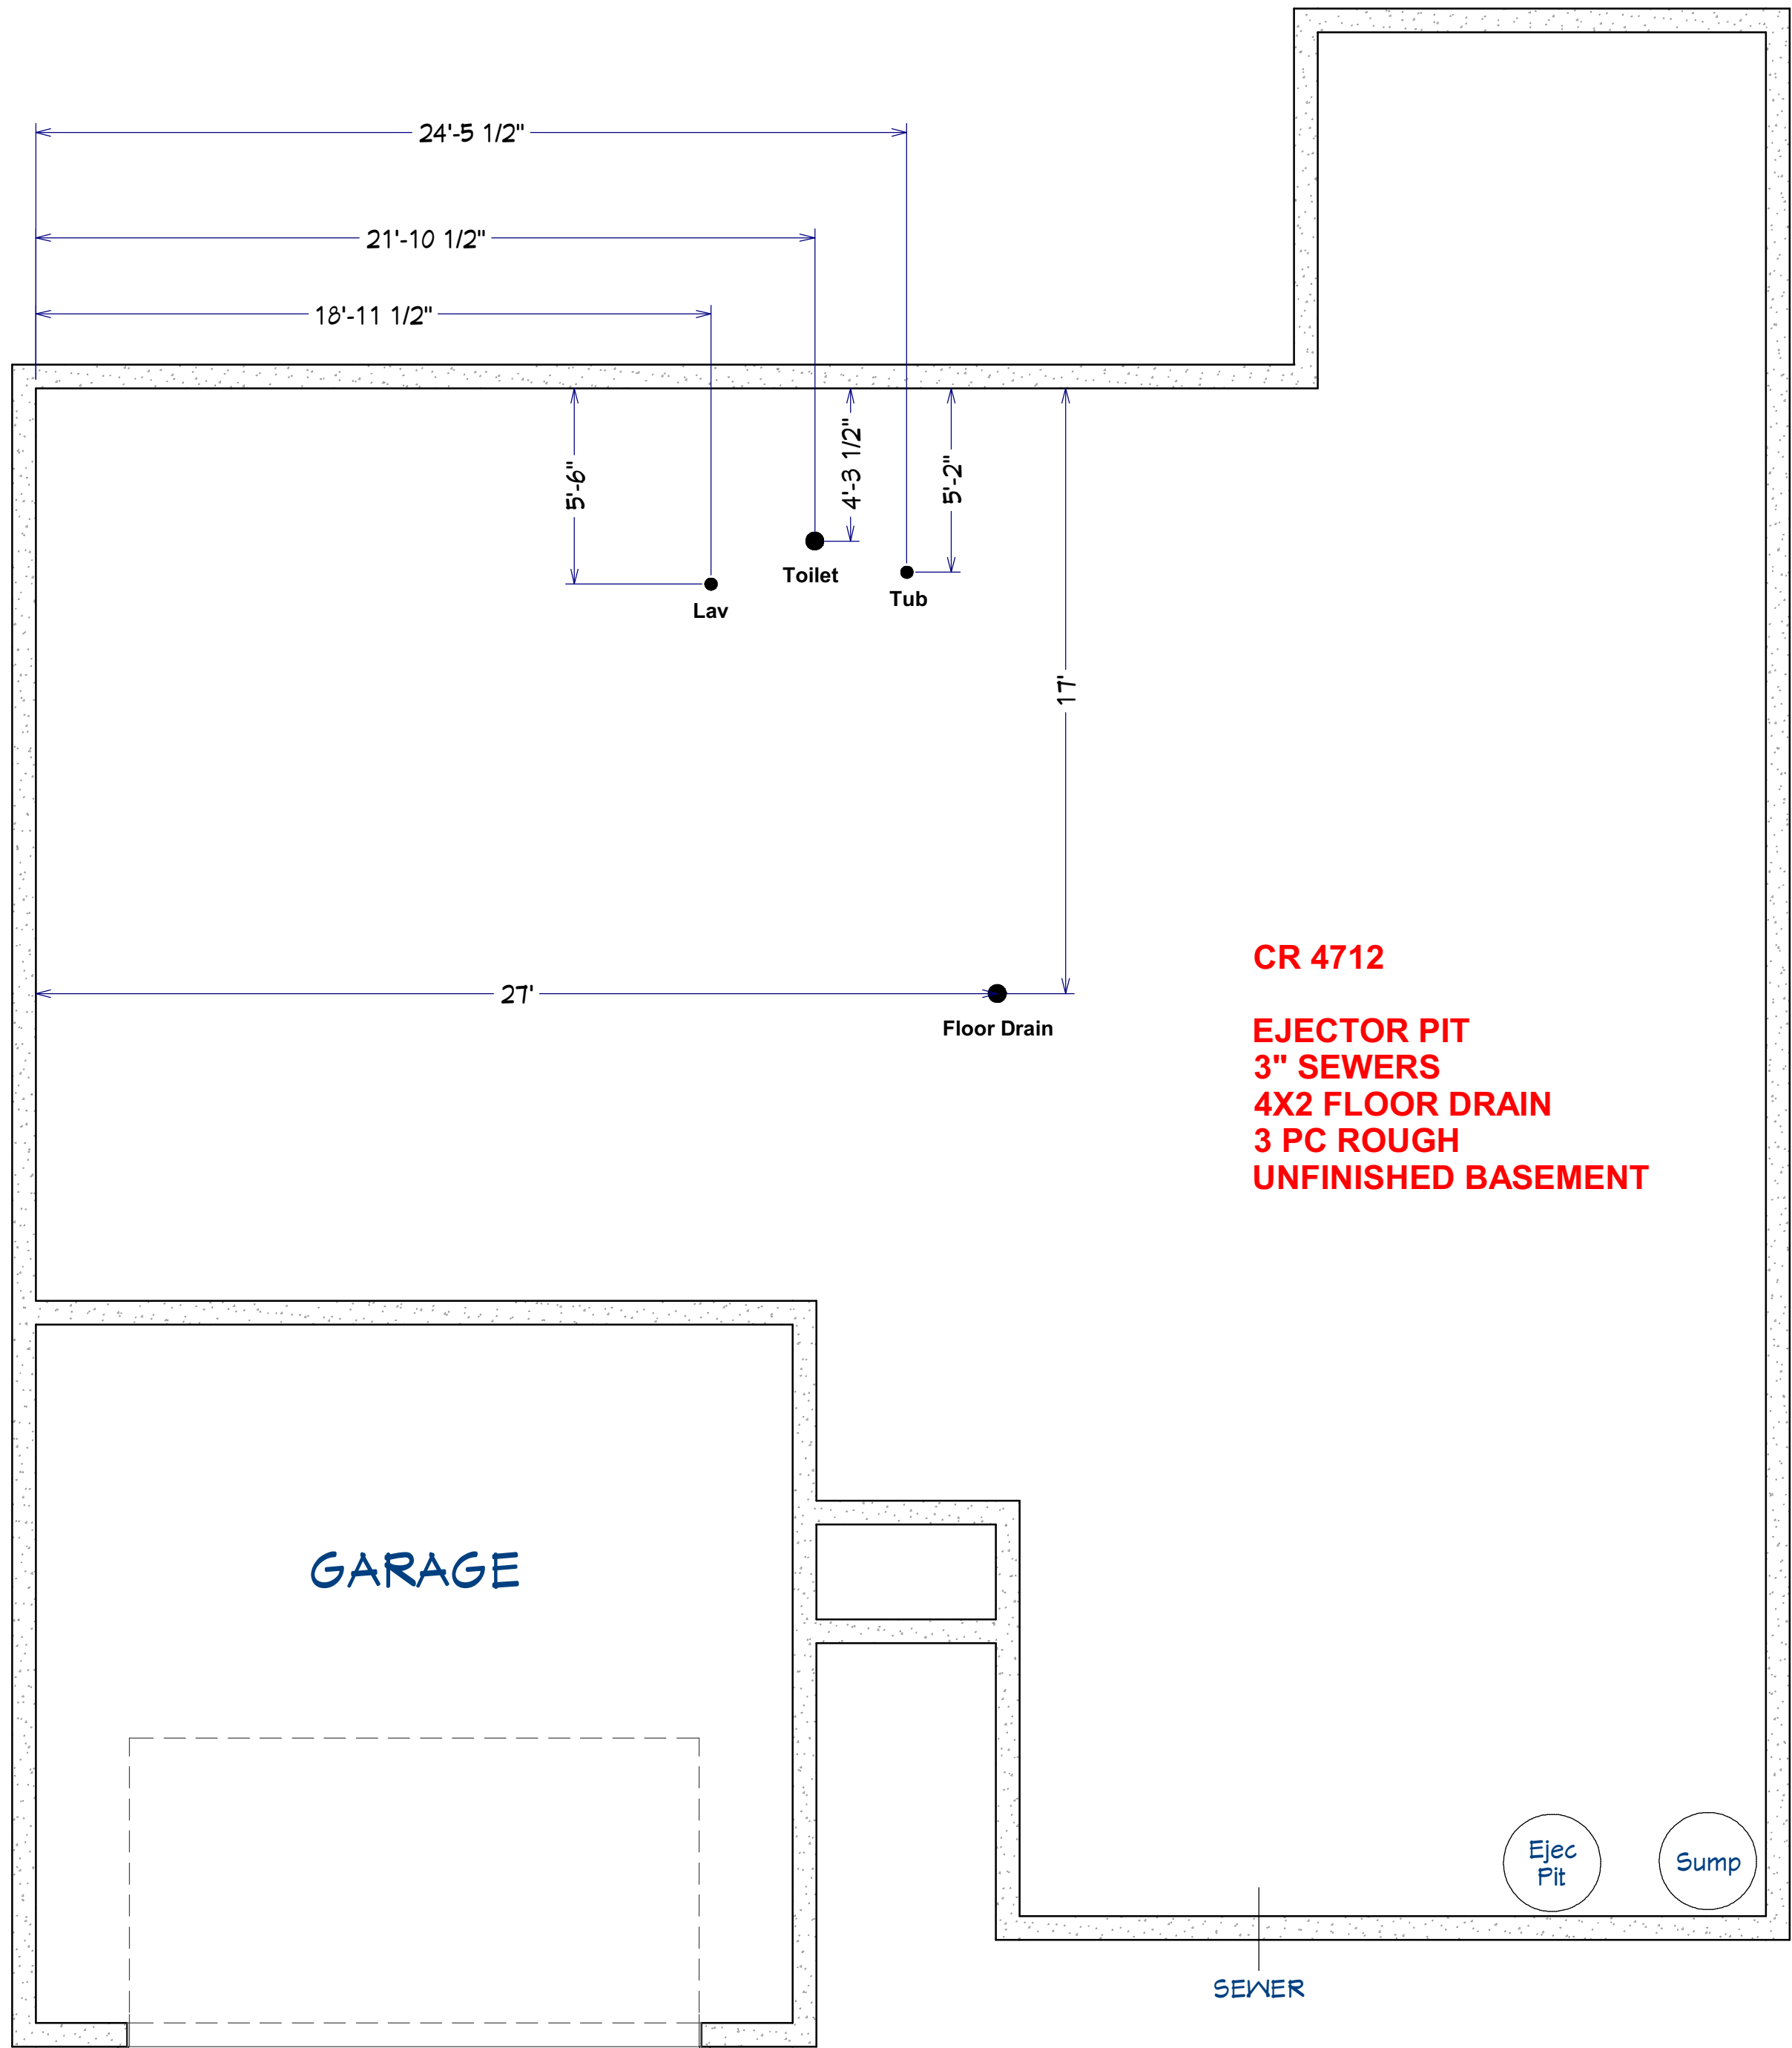 24'-5 1/2"
21'-10 1/2"
18'-11 1/2"
5'-6"
4'-3 1/2"
5'-2"
Toilet
Tub
Lav
17'
27'
Floor Drain
CR 4712
EJECTOR PIT
3" SEWERS
4X2 FLOOR DRAIN
3 PC ROUGH
UNFINISHED BASEMENT
GARAGE
Ejec
Pit
Sump
SEWER